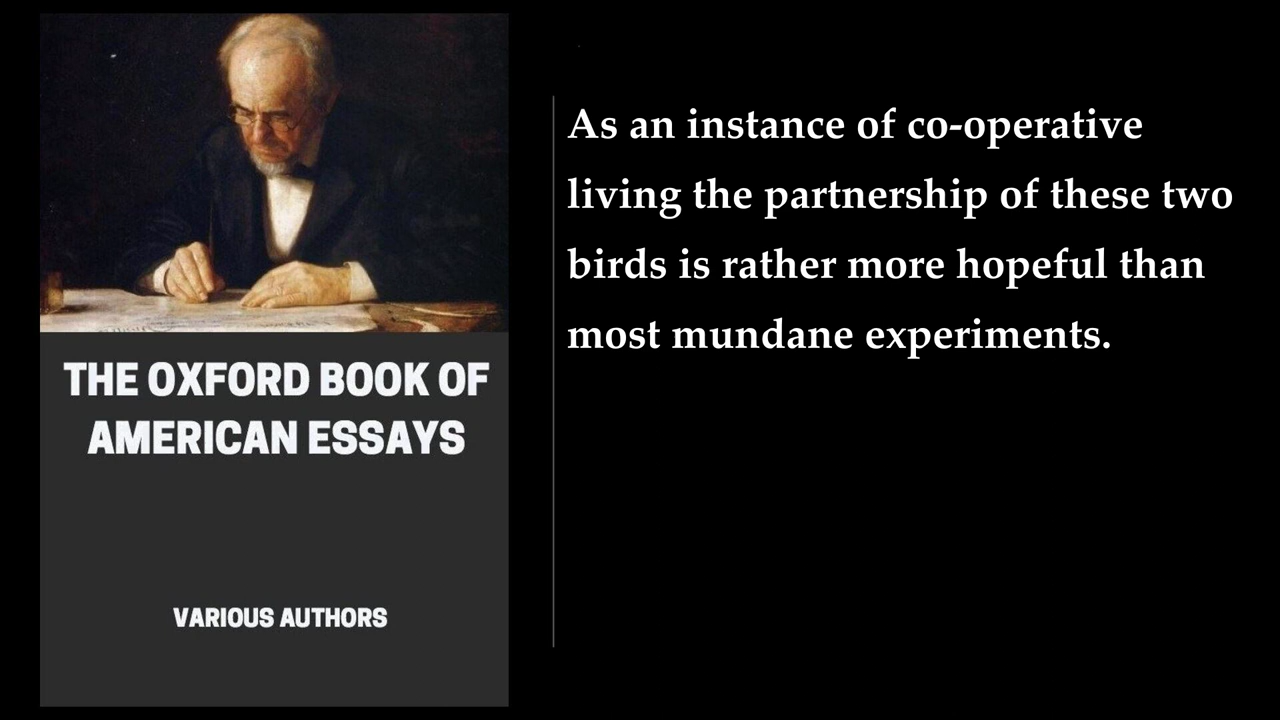 THE OXFORD BOOK OF
AMERICAN ESSAYS
VARIOUS AUTHORS
As an instance of co-operative
living the partnership of these two
birds is rather more hopeful than
most mundane experiments.